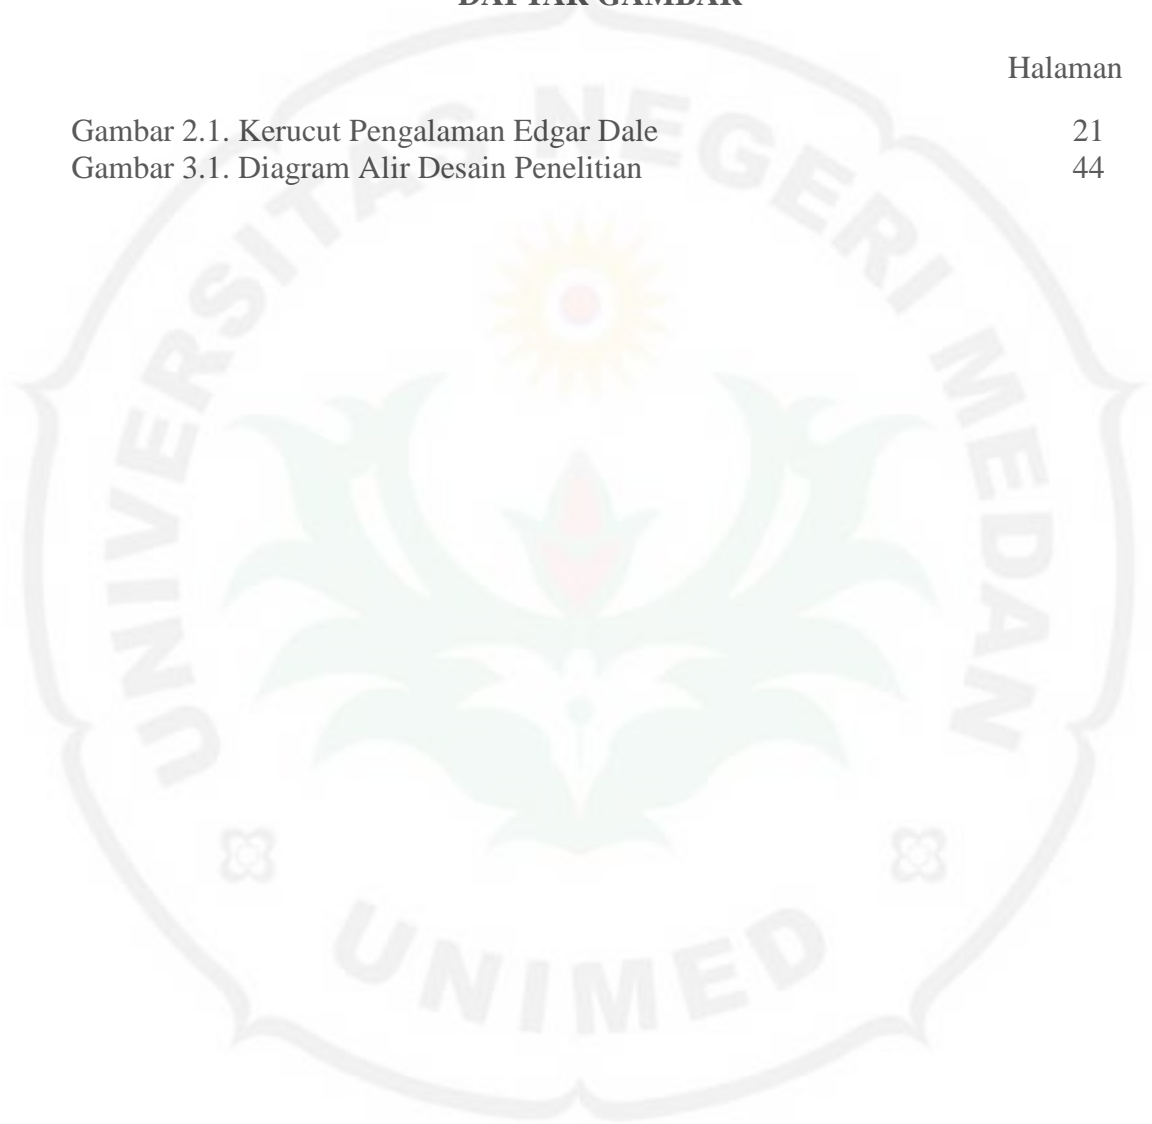 DAFTAR GAMBAR
Halaman
Gambar 2.1. Kerucut Pengalaman Edgar Dale 21
Gambar 3.1. Diagram Alir Desain Penelitian 44
UNIVERSITAS NEGERI MEDAN
UNIMED